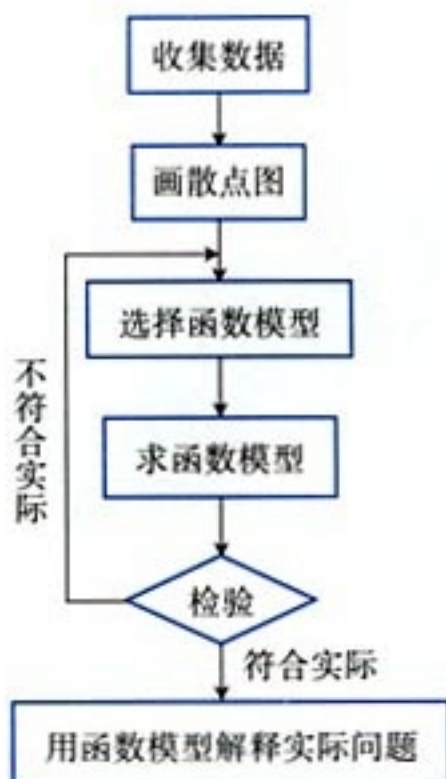 收集数据
画散点图
选择函数模型
求函数模型
不符合实际
检验
符合实际
用函数模型解释实际问题